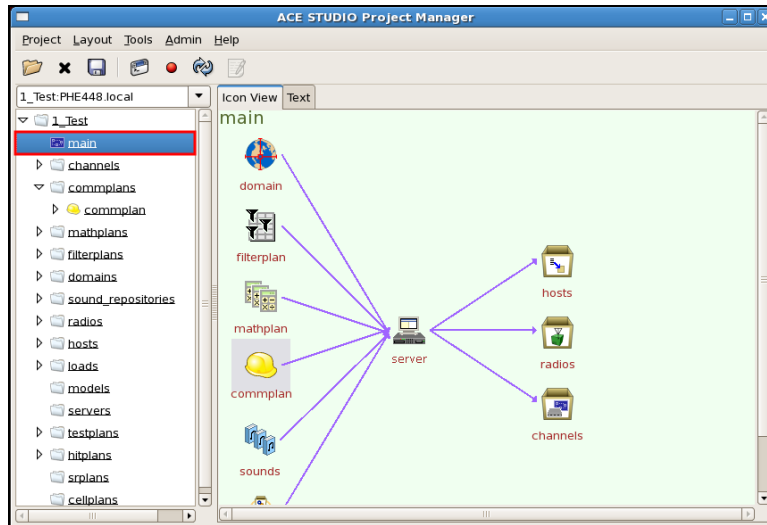 ACE STUDIO Project Manager
Project Layout Tools Admin Help
1_Test:PHE448.local
Icon View Text
1_Test
main
channels
commplans
commplan
mathplans
filterplans
domains
sound_repositories
radios
hosts
loads
models
servers
testplans
hitplans
srplans
cellplans
main
domain
filterplan
mathplan
commplan
sounds
server
hosts
radios
channels